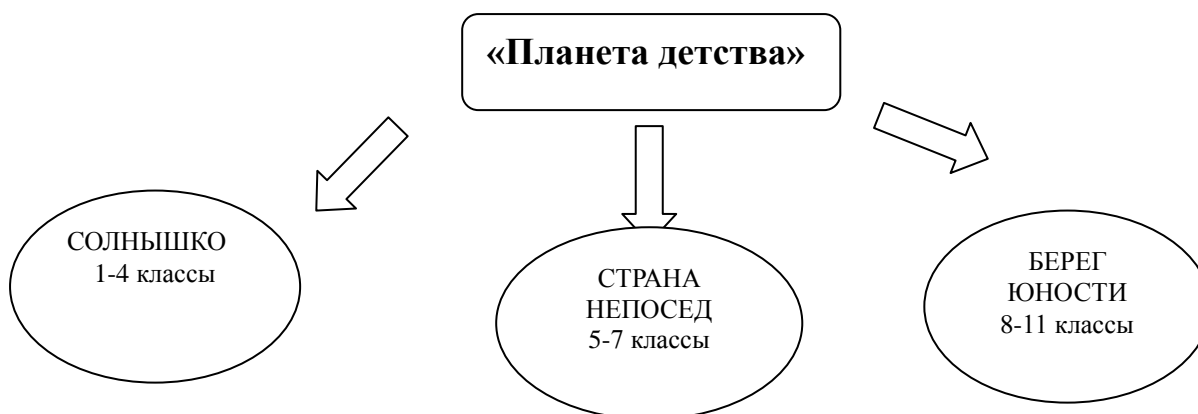 «Планета детства»
СОЛНЫШКО
1-4 классы
СТРАНА
НЕПОСЕД
5-7 классы
БЕРЕГ
ЮНОСТИ
8-11 классы